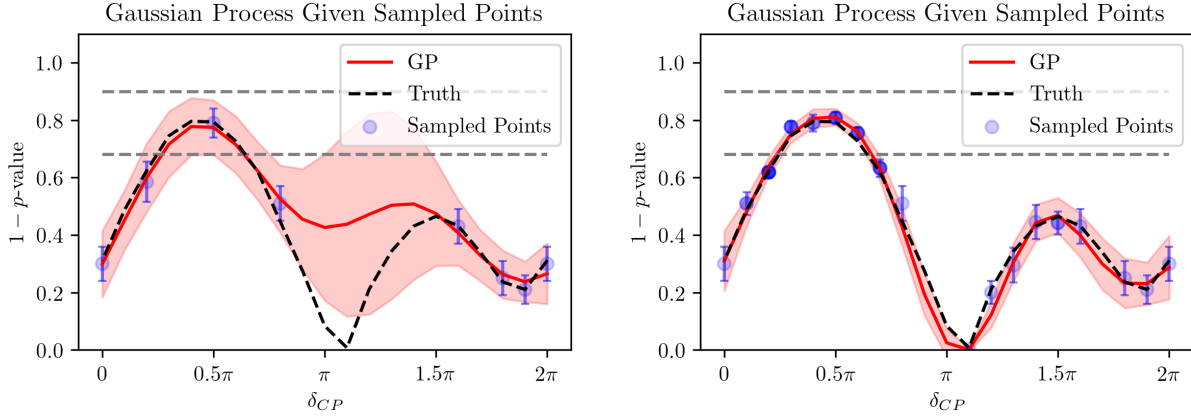 Gaussian Process Given Sampled Points
1.0
0.8
0.6
0.4
0.2
0.0
1 − p-value
GP
Truth
Sampled Points
0
0.5π
π
1.5π
2π
δCP
Gaussian Process Given Sampled Points
1.0
0.8
0.6
0.4
0.2
0.0
1 − p-value
GP
Truth
Sampled Points
0
0.5π
π
1.5π
2π
δCP